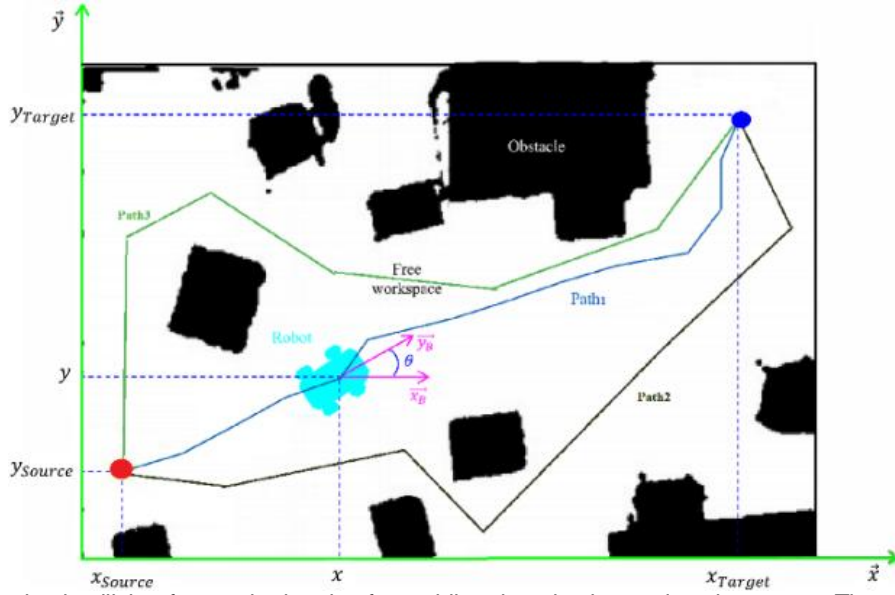 y⃗
y_Target
Obstacle
Path3
Free
workspace
Path1
Robot
y_B⃗
θ
y
x_B⃗
Path2
y_Source
x_Source
x
x_Target
x⃗